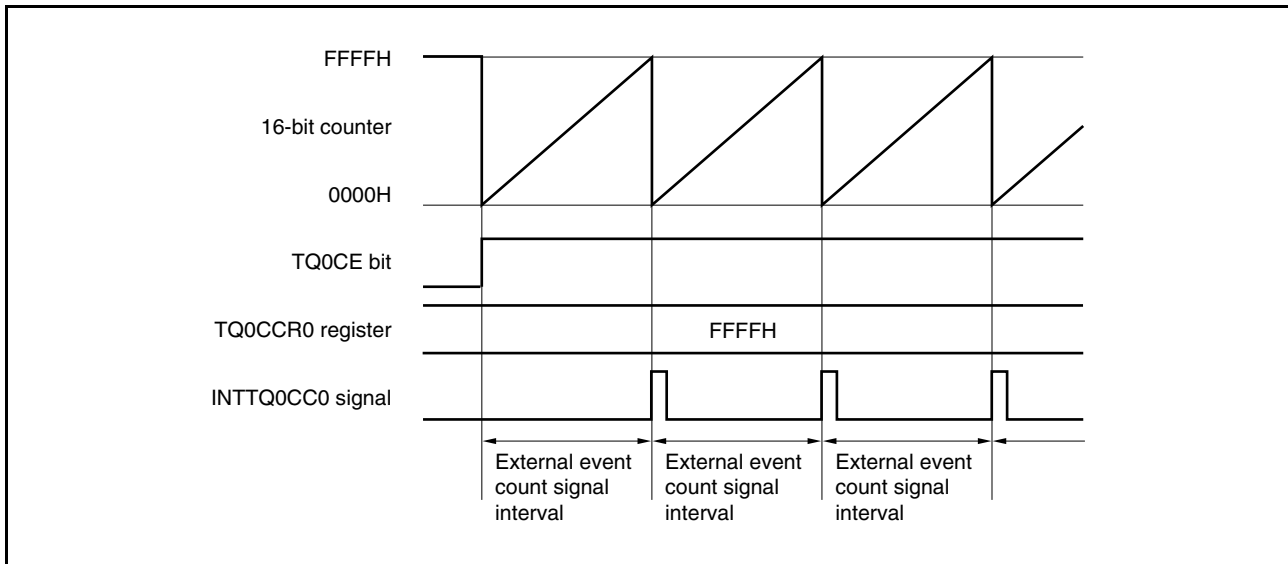 FFFFH
16-bit counter
0000H
TQ0CE bit
TQ0CCR0 register
FFFFH
INTTQ0CC0 signal
External event
count signal
interval
External event
count signal
interval
External event
count signal
interval